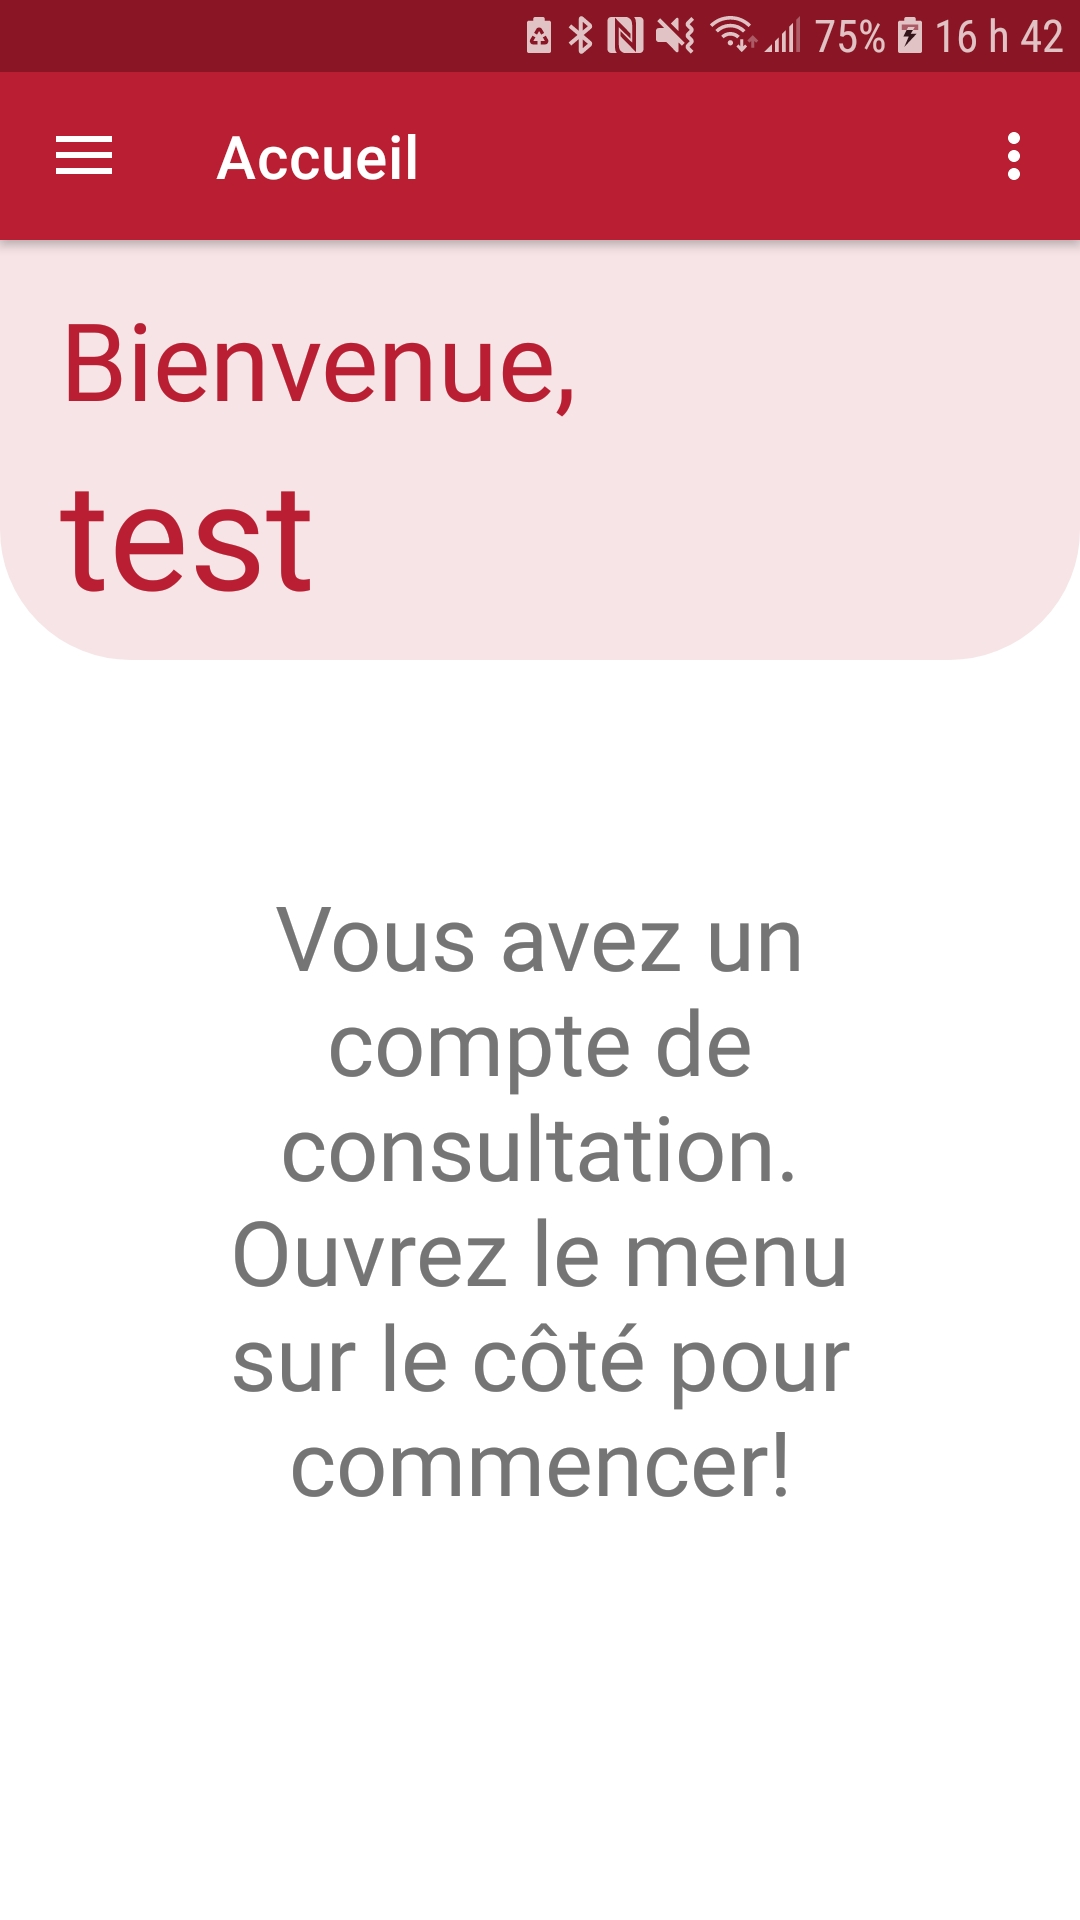 75% 16 h 42
Accueil
Bienvenue,
test
Vous avez un
compte de
consultation.
Ouvrez le menu
sur le côté pour
commencer!